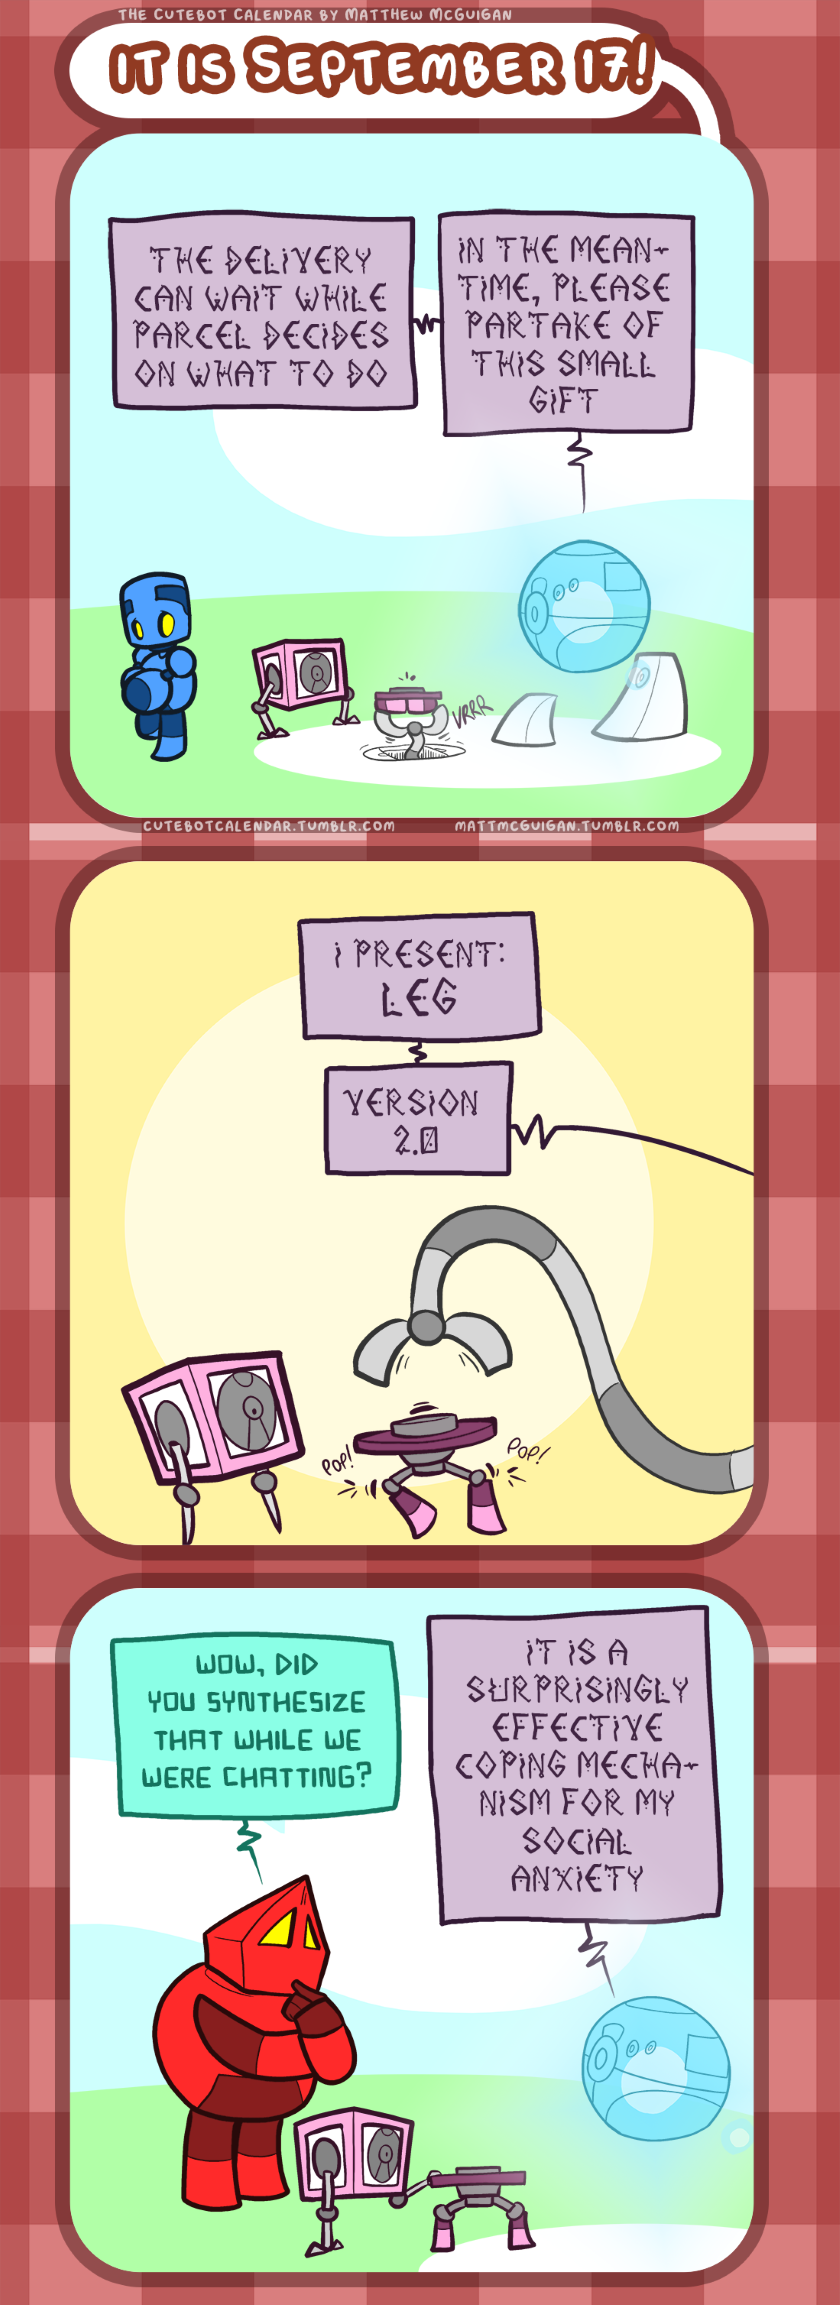 THE CUTEBOT CALENDAR BY MATTHEW MCGUIGAN
IT IS SEPTEMBER 17!
THE DELIVERY
CAN WAIT WHILE
PARCEL DECIDES
ON WHAT TO DO
IN THE MEAN-
TIME, PLEASE
PARTAKE OF
THIS SMALL
GIFT
VRRR
CUTEBOTCALENDAR.TUMBLR.COM
MATTMCGUIGAN.TUMBLR.COM
I PRESENT:
LEG
VERSION
2.0
POP!
POP!
WOW, DID
YOU SYNTHESIZE
THAT WHILE WE
WERE CHATTING?
IT IS A
SURPRISINGLY
EFFECTIVE
COPING MECHA-
NISM FOR MY
SOCIAL
ANXIETY